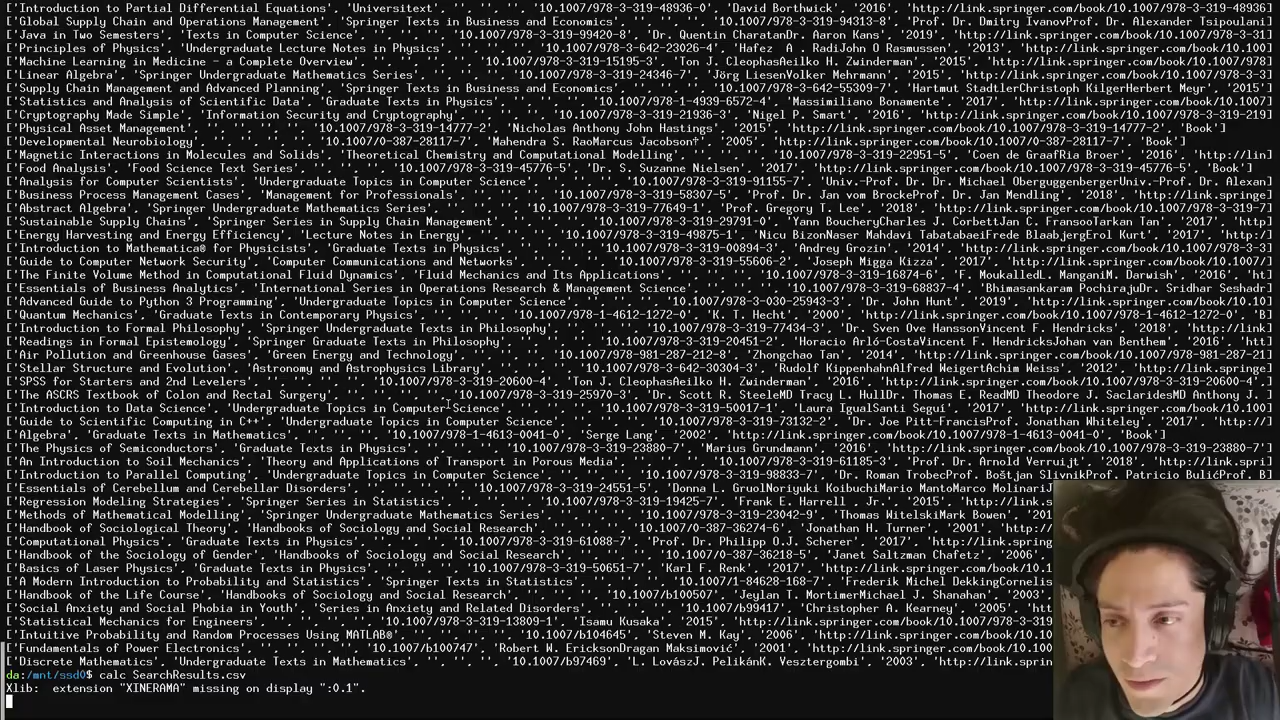 ['Introduction to Partial Differential Equations', 'Universitext', '', '', '', '10.1007/978-3-319-48936-0', 'David Borthwick', '2016', 'http://link.springer.com/book/10.1007/978-3-319-48936]
['Global Supply Chain and Operations Management', 'Springer Texts in Business and Economics', '', '', '', '10.1007/978-3-319-94313-8', 'Prof. Dr. Dmitry IvanovProf. Dr. Alexander Tsipoulani]
['Java in Two Semesters', 'Texts in Computer Science', '', '', '', '10.1007/978-3-319-99420-8', 'Dr. Quentin CharatanDr. Aaron Kans', '2019', 'http://link.springer.com/book/10.1007/978-3-3]
['Principles of Physics', 'Undergraduate Lecture Notes in Physics', '', '', '', '10.1007/978-3-642-23026-4', 'Hafez  A . RadiJohn O Rasmussen', '2013', 'http://link.springer.com/book/10.1007/]
['Machine Learning in Medicine - a Complete Overview', '', '', '', '', '10.1007/978-3-319-15195-3', 'Ton J. CleophasAeilko H. Zwinderman', '2015', 'http://link.springer.com/book/10.1007/978]
['Linear Algebra', 'Springer Undergraduate Mathematics Series', '', '', '', '10.1007/978-3-319-24346-7', 'Jörg LiesenVolker Mehrmann', '2015', 'http://link.springer.com/book/10.1007/978-3-3]
['Supply Chain Management and Advanced Planning', 'Springer Texts in Business and Economics', '', '', '', '10.1007/978-3-642-55309-7', 'Hartmut StadtlerChristoph KilgerHerbert Meyr', '2015']
['Statistics and Analysis of Scientific Data', 'Graduate Texts in Physics', '', '', '', '10.1007/978-1-4939-6572-4', 'Massimiliano Bonamente', '2017', 'http://link.springer.com/book/10.1007]
['Cryptography Made Simple', 'Information Security and Cryptography', '', '', '', '10.1007/978-3-319-21936-3', 'Nigel P. Smart', '2016', 'http://link.springer.com/book/10.1007/978-3-319-219]
['Physical Asset Management', '', '', '', '', '10.1007/978-3-319-14777-2', 'Nicholas Anthony John Hastings', '2015', 'http://link.springer.com/book/10.1007/978-3-319-14777-2', 'Book']
['Developmental Neurobiology', '', '', '', '', '10.1007/0-387-28117-7', 'Mahendra S. RaoMarcus Jacobson†', '2005', 'http://link.springer.com/book/10.1007/0-387-28117-7', 'Book']
['Magnetic Interactions in Molecules and Solids', 'Theoretical Chemistry and Computational Modelling', '', '', '', '10.1007/978-3-319-22951-5', 'Coen de GraafRia Broer', '2016', 'http://lin]
['Food Analysis', 'Food Science Text Series', '', '', '', '10.1007/978-3-319-45776-5', 'Dr. S. Suzanne Nielsen', '2017', 'http://link.springer.com/book/10.1007/978-3-319-45776-5', 'Book']
['Analysis for Computer Scientists', 'Undergraduate Topics in Computer Science', '', '', '', '10.1007/978-3-319-91155-7', 'Univ.-Prof. Dr. Dr. Michael OberguggenbergerUniv.-Prof. Dr. Alexan]
['Business Process Management Cases', 'Management for Professionals', '', '', '', '10.1007/978-3-319-58307-5', 'Prof. Dr. Jan vom BrockeProf. Dr. Jan Mendling', '2018', 'http://link.springe]
['Abstract Algebra', 'Springer Undergraduate Mathematics Series', '', '', '', '10.1007/978-3-319-77649-1', 'Prof. Gregory T. Lee', '2018', 'http://link.springer.com/book/10.1007/978-3-319-7]
['Sustainable Supply Chains', 'Springer Series in Supply Chain Management', '', '', '', '10.1007/978-3-319-29791-0', 'Yann BoucheryCharles J. CorbettJan C. FransooTarkan Tan', '2017', 'http]
['Energy Harvesting and Energy Efficiency', 'Lecture Notes in Energy', '', '', '', '10.1007/978-3-319-49875-1', 'Nicu BizonNaser Mahdavi TabatabaeiFrede BlaabjergErol Kurt', '2017', 'http:/]
['Introduction to Mathematica® for Physicists', 'Graduate Texts in Physics', '', '', '', '10.1007/978-3-319-00894-3', 'Andrey Grozin', '2014', 'http://link.springer.com/book/10.1007/978-3-3]
['Guide to Computer Network Security', 'Computer Communications and Networks', '', '', '', '10.1007/978-3-319-55606-2', 'Joseph Migga Kizza', '2017', 'http://link.springer.com/book/10.1007/]
['The Finite Volume Method in Computational Fluid Dynamics', 'Fluid Mechanics and Its Applications', '', '', '', '10.1007/978-3-319-16874-6', 'F. MoukalledL. ManganiM. Darwish', '2016', 'ht]
['Essentials of Business Analytics', 'International Series in Operations Research & Management Science', '', '', '', '10.1007/978-3-319-68837-4', 'Bhimasankaram PochirajuDr. Sridhar Seshadr]
['Advanced Guide to Python 3 Programming', 'Undergraduate Topics in Computer Science', '', '', '', '10.1007/978-3-030-25943-3', 'Dr. John Hunt', '2019', 'http://link.springer.com/book/10.10]
['Quantum Mechanics', 'Graduate Texts in Contemporary Physics', '', '', '', '10.1007/978-1-4612-1272-0', 'K. T. Hecht', '2000', 'http://link.springer.com/book/10.1007/978-1-4612-1272-0', 'B]
['Introduction to Formal Philosophy', 'Springer Undergraduate Texts in Philosophy', '', '', '', '10.1007/978-3-319-77434-3', 'Dr. Sven Ove HanssonVincent F. Hendricks', '2018', 'http://link]
['Readings in Formal Epistemology', 'Springer Graduate Texts in Philosophy', '', '', '', '10.1007/978-3-319-20451-2', 'Horacio Arló-CostaVincent F. HendricksJohan van Benthem', '2016', 'htt]
['Air Pollution and Greenhouse Gases', 'Green Energy and Technology', '', '', '', '10.1007/978-981-287-212-8', 'Zhongchao Tan', '2014', 'http://link.springer.com/book/10.1007/978-981-287-21]
['Stellar Structure and Evolution', 'Astronomy and Astrophysics Library', '', '', '', '10.1007/978-3-642-30304-3', 'Rudolf KippenhahnAlfred WeigertAchim Weiss', '2012', 'http://link.springer]
['SPSS for Starters and 2nd Levelers', '', '', '', '', '10.1007/978-3-319-20600-4', 'Ton J. CleophasAeilko H. Zwinderman', '2016', 'http://link.springer.com/book/10.1007/978-3-319-20600-4',]
['The ASCRS Textbook of Colon and Rectal Surgery', '', '', '', '', '10.1007/978-3-319-25970-3', 'Dr. Scott R. SteeleMD Tracy L. HullDr. Thomas E. ReadMD Theodore J. SaclaridesMD Anthony J. ]
['Introduction to Data Science', 'Undergraduate Topics in Computer Science', '', '', '', '10.1007/978-3-319-50017-1', 'Laura IgualSanti Seguí', '2017', 'http://link.springer.com/book/10.100]
['Guide to Scientific Computing in C++', 'Undergraduate Topics in Computer Science', '', '', '', '10.1007/978-3-319-73132-2', 'Dr. Joe Pitt-FrancisProf. Jonathan Whiteley', '2017', 'http://]
['Algebra', 'Graduate Texts in Mathematics', '', '', '', '10.1007/978-1-4613-0041-0', 'Serge Lang', '2002', 'http://link.springer.com/book/10.1007/978-1-4613-0041-0', 'Book']
['The Physics of Semiconductors', 'Graduate Texts in Physics', '', '', '', '10.1007/978-3-319-23880-7', 'Marius Grundmann', '2016', 'http://link.springer.com/book/10.1007/978-3-319-23880-7']
['An Introduction to Soil Mechanics', 'Theory and Applications of Transport in Porous Media', '', '', '', '10.1007/978-3-319-61185-3', 'Prof. Dr. Arnold Verruijt', '2018', 'http://link.spri]
['Introduction to Parallel Computing', 'Undergraduate Topics in Computer Science', '', '', '', '10.1007/978-3-319-98833-7', 'Prof. Dr. Roman TrobecAssoc. Prof. Dr. Boštjan SlivnikProf. Patricio BulićProf. B]
['Essentials of Cerebellum and Cerebellar Disorders', '', '', '', '', '10.1007/978-3-319-24551-5', 'Donna L. GruolNoriyuki KoibuchiMario MantoMarco Molinari
['Regression Modeling Strategies', 'Springer Series in Statistics', '', '', '', '10.1007/978-3-319-19425-7', 'Frank E. Harrell , Jr.', '2015', 'http:
['Methods of Mathematical Modelling', 'Springer Undergraduate Mathematics Series', '', '', '', '10.1007/978-3-319-23042-9', 'Thomas WitelskiMark Bowen',
['Handbook of Sociological Theory', 'Handbooks of Sociology and Social Research', '', '', '', '10.1007/0-387-36274-6', 'Jonathan H. Turner', '2001', 'http:
['Computational Physics', 'Graduate Texts in Physics', '', '', '', '10.1007/978-3-319-61088-7', 'Prof. Dr. Philipp O.J. Scherer', '2017', 'http:
['Handbook of the Sociology of Gender', 'Handbooks of Sociology and Social Research', '', '', '', '10.1007/0-387-36218-5', 'Janet Saltzman Chafetz', '2006',
['Basics of Laser Physics', 'Graduate Texts in Physics', '', '', '', '10.1007/978-3-319-50651-7', 'Karl F. Renk', '2017', 'http://link.springer.com
['A Modern Introduction to Probability and Statistics', 'Springer Texts in Statistics', '', '', '', '10.1007/1-84628-168-7', 'Frederik Michel DekkingCornelis
['Handbook of the Life Course', 'Handbooks of Sociology and Social Research', '', '', '', '10.1007/b100507', 'Jeylan T. MortimerMichael J. Shanahan', '2003',
['Social Anxiety and Social Phobia in Youth', 'Series in Anxiety and Related Disorders', '', '', '', '10.1007/b99417', 'Christopher A. Kearney', '2005', 'htt
['Statistical Mechanics for Engineers', '', '', '', '', '10.1007/978-3-319-13809-1', 'Isamu Kusaka', '2015', 'http://link.springer.com/book/10.1007
['Intuitive Probability and Random Processes Using MATLAB®', '', '', '', '', '10.1007/b104645', 'Steven M. Kay', '2006', 'http://link.springer.com/book/10.1007
['Fundamentals of Power Electronics', '', '', '', '', '10.1007/b100747', 'Robert W. EricksonDragan Maksimović', '2001', 'http://link.springer.com/book/10.1007
['Discrete Mathematics', 'Undergraduate Texts in Mathematics', '', '', '', '10.1007/b97469', 'L. LovászJ. PelikánK. Vesztergombi', '2003', 'http://link.
da:/mnt/ssd0$ calc SearchResults.csv
Xlib:  extension "XINERAMA" missing on display ":0.1".